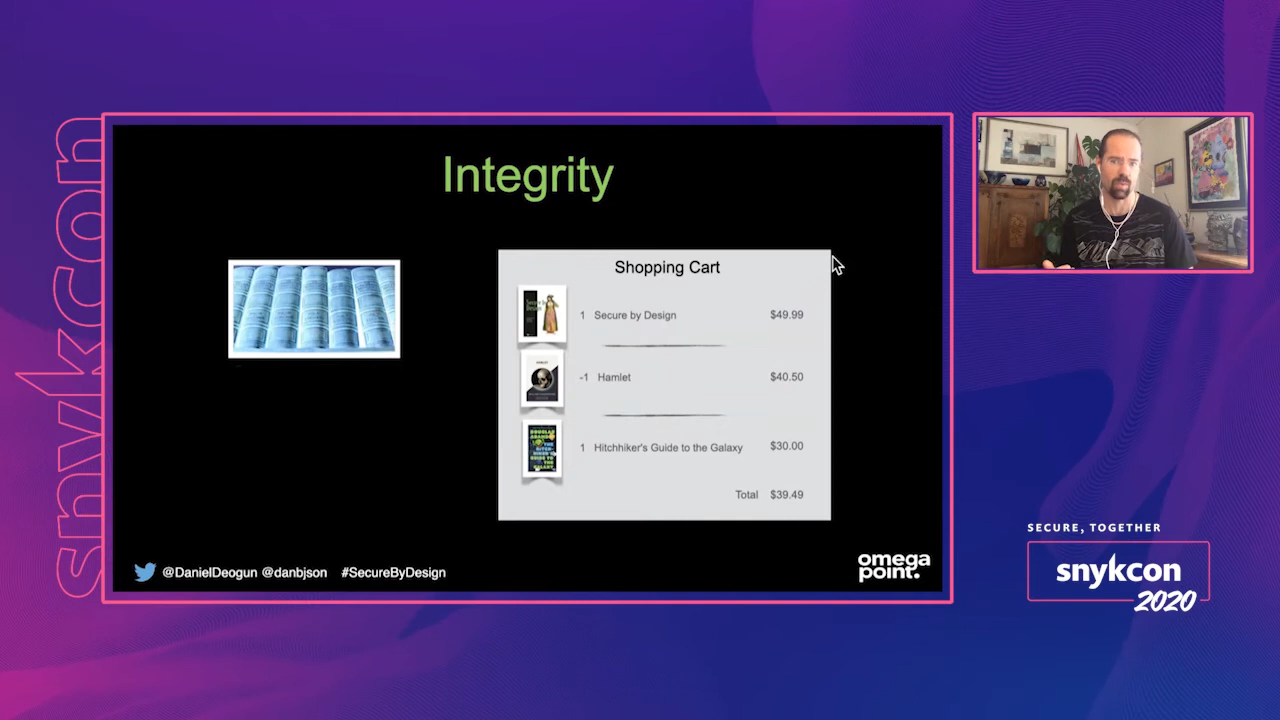 snykcon
Integrity
Shopping Cart
1 Secure by Design $49.99
-1 Hamlet $40.50
1 Hitchhiker's Guide to the Galaxy $30.00
Total $39.49
@DanielDeogun @danbjson #SecureByDesign
omega
point.
SECURE, TOGETHER
snykcon
2020